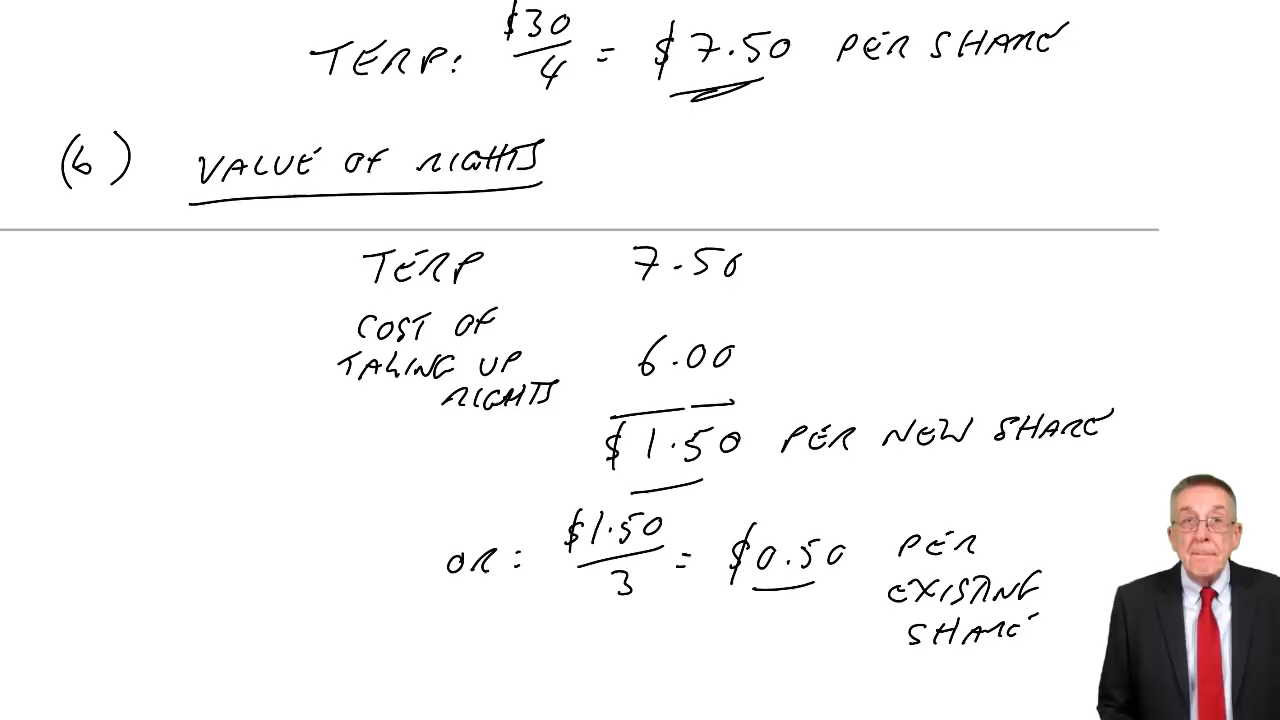 TERP: $30/4 = $7.50 PER SHARE
(b) VALUE OF RIGHTS
TERP 7.50
COST OF
TAKING UP 6.00
RIGHTS
$1.50 PER NEW SHARE
OR: $1.50/3 = $0.50 PER
EXISTING
SHARE